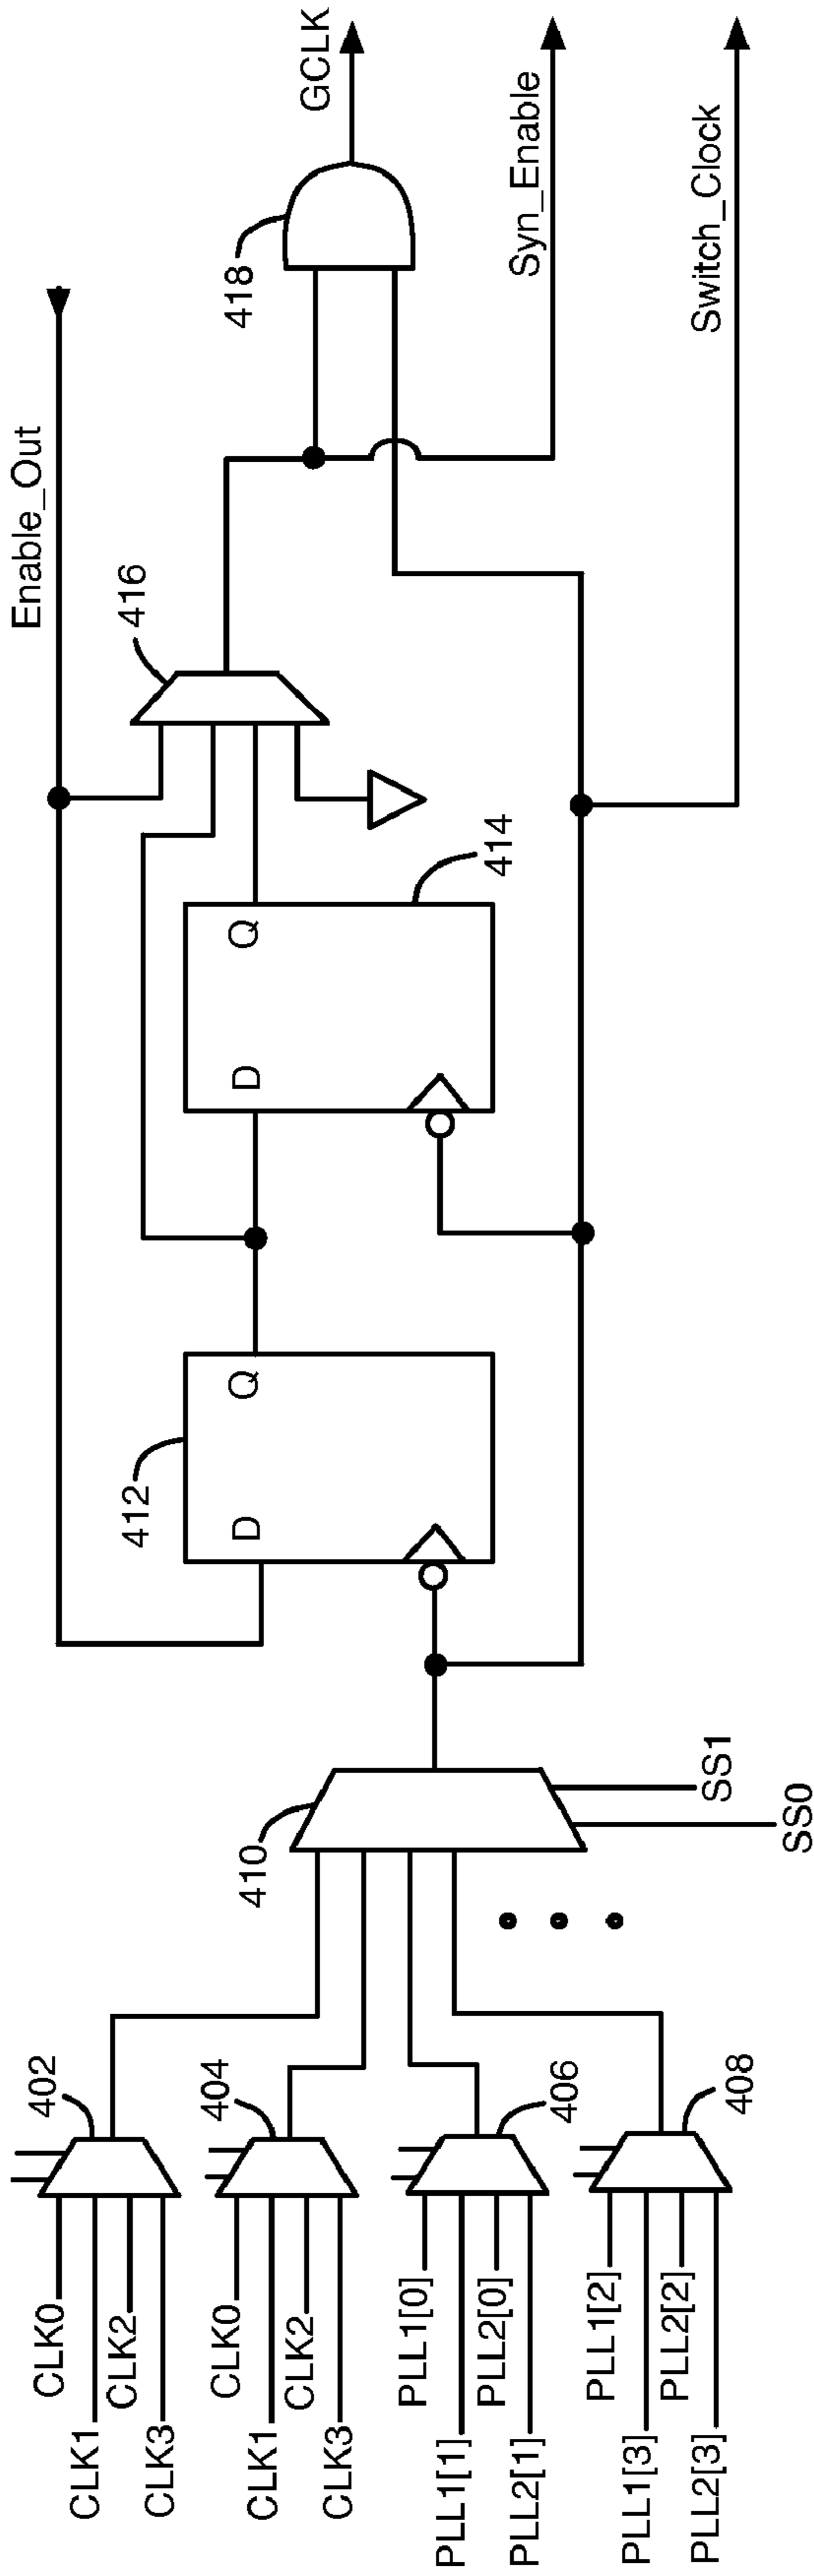 Enable_Out
402
CLK0
CLK1
CLK2
CLK3
404
CLK0
CLK1
CLK2
CLK3
PLL1[0]
PLL1[1]
PLL2[0]
PLL2[1]
406
PLL1[2]
PLL1[3]
PLL2[2]
PLL2[3]
408
410
SS1
SS0
412
D
Q
D
Q
414
416
418
GCLK
Syn_Enable
Switch_Clock